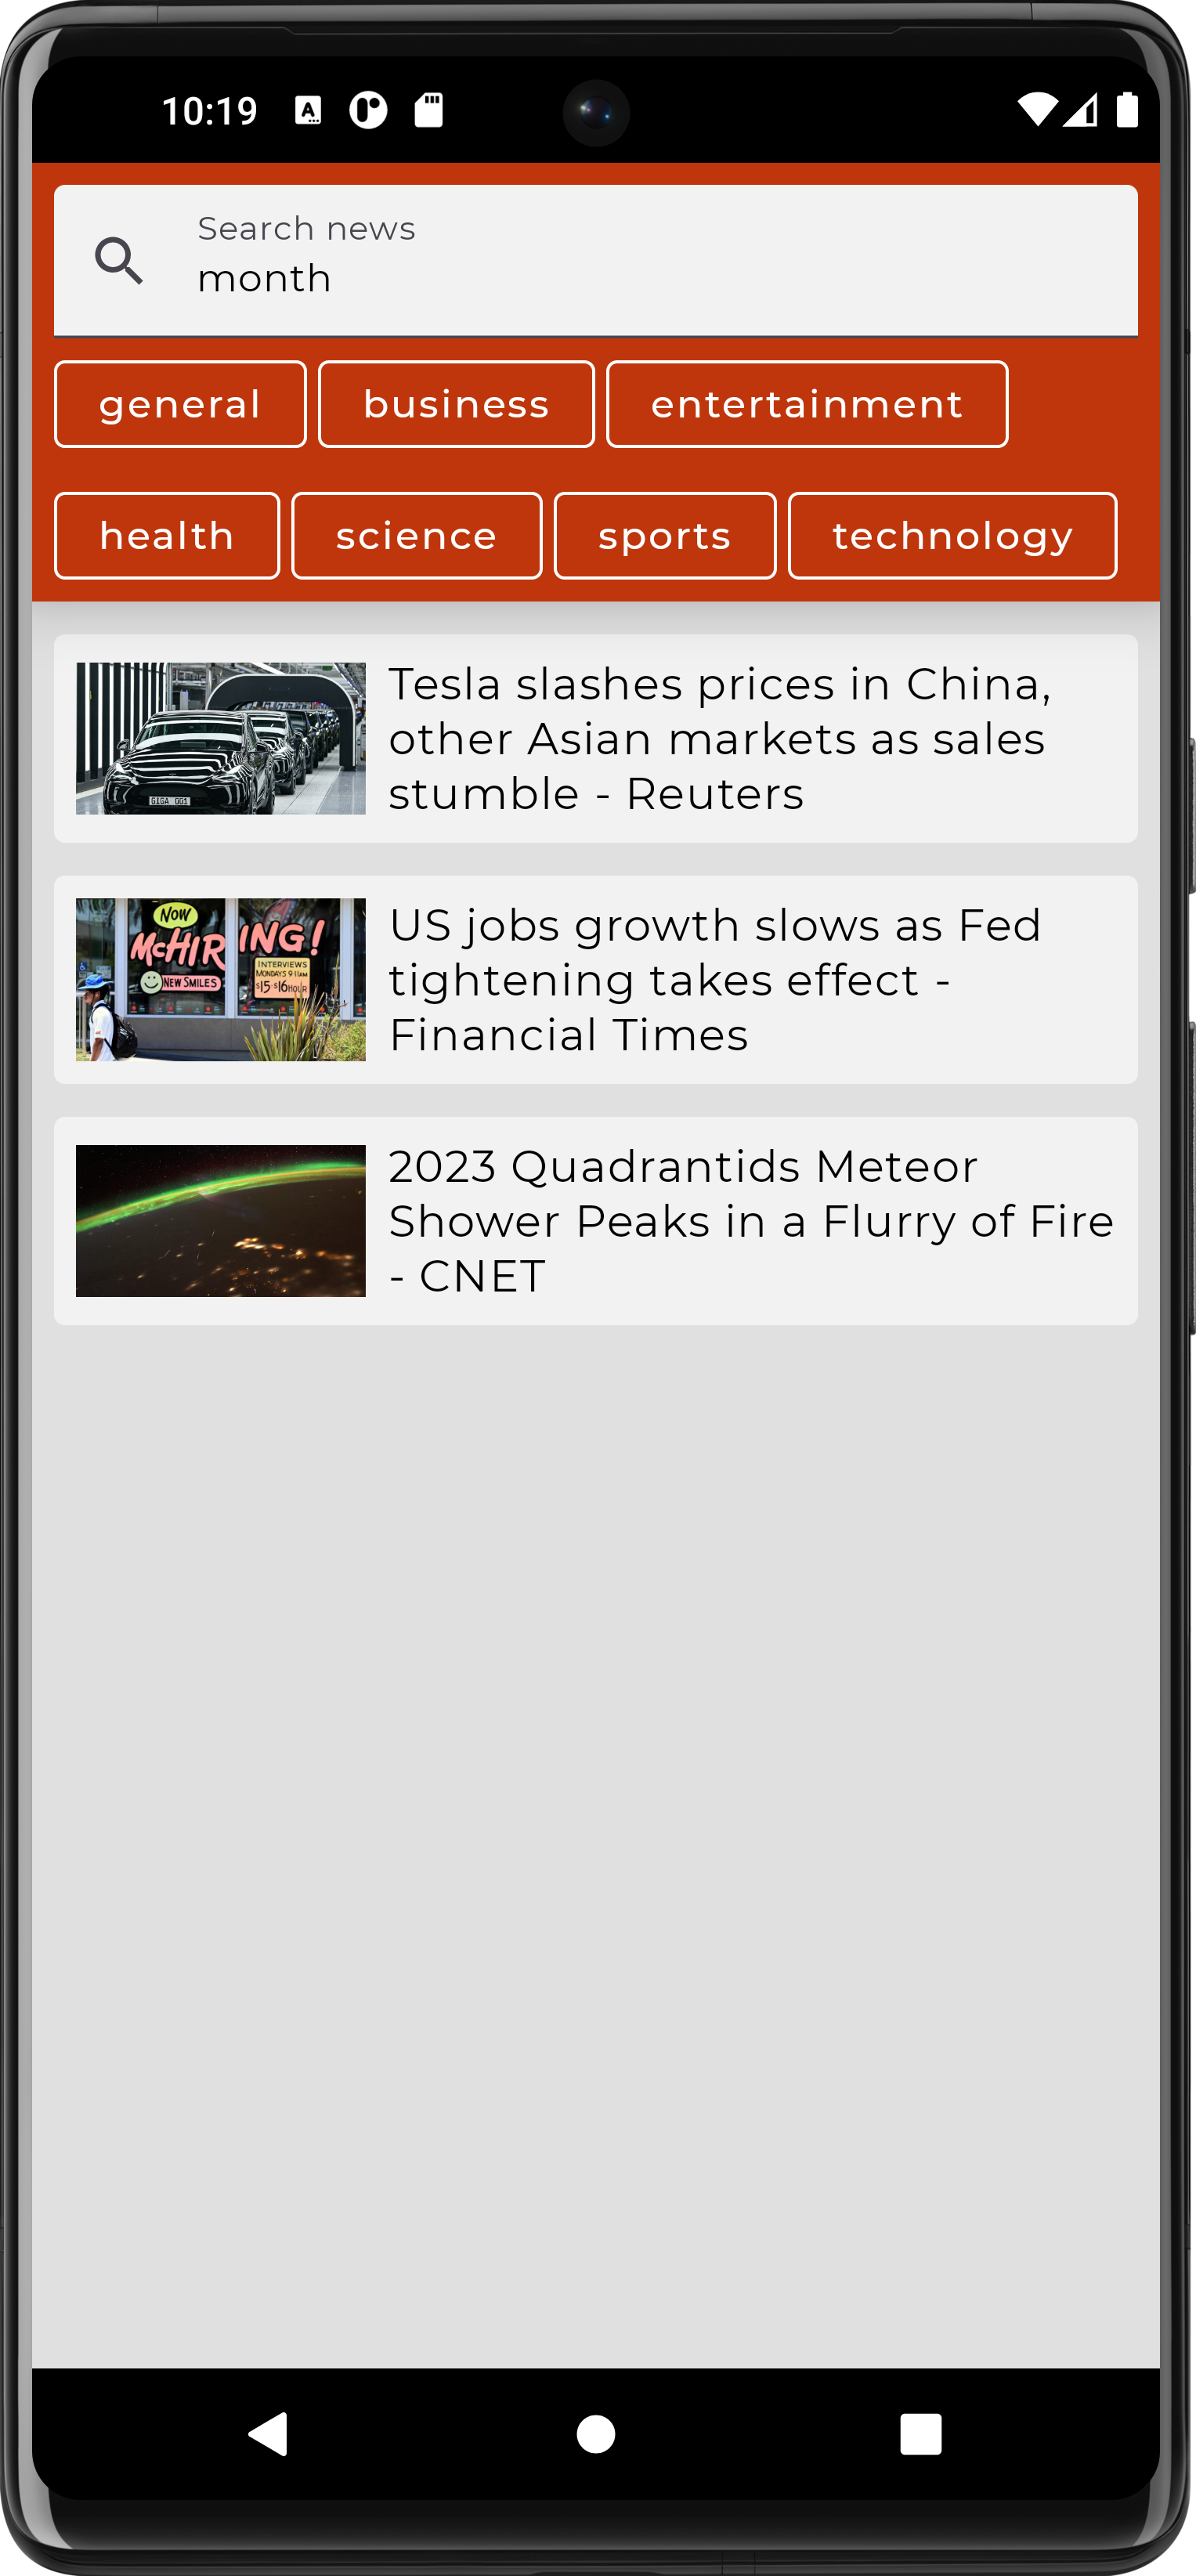 10:19
Search news
month
general
business
entertainment
health
science
sports
technology
Tesla slashes prices in China,
other Asian markets as sales
stumble - Reuters
GIGA 001
US jobs growth slows as Fed
tightening takes effect -
Financial Times
NOW
McHIRING!
NEW SMILES
INTERVIEWS
MONDAYS 9-11AM
$15-$16 HOUR
2023 Quadrantids Meteor
Shower Peaks in a Flurry of Fire
- CNET